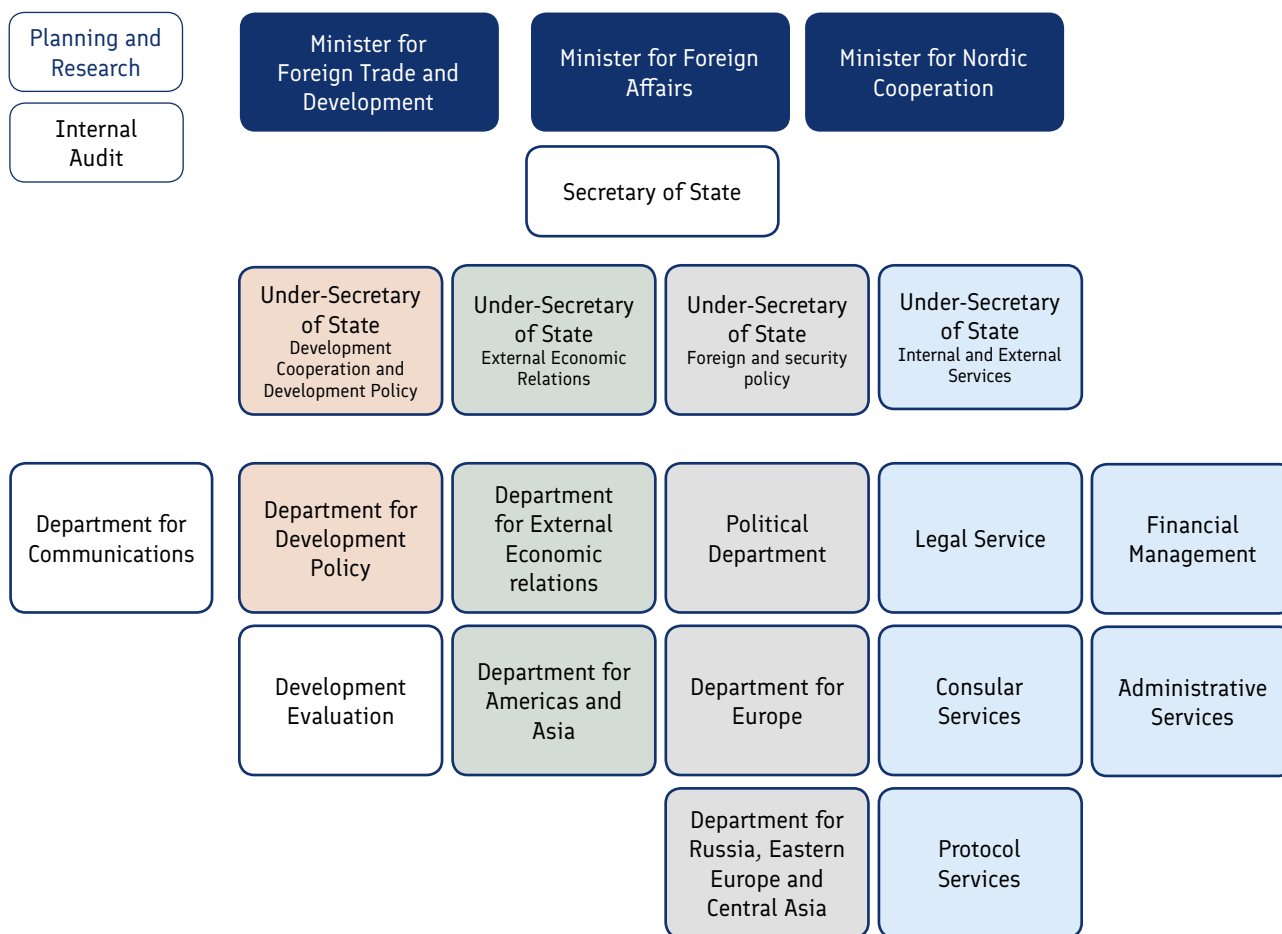 Planning and
Research
Internal
Audit
Minister for
Foreign Trade and
Development
Minister for Foreign
Affairs
Minister for Nordic
Cooperation
Secretary of State
Under-Secretary
of State
Development
Cooperation and
Development Policy
Under-Secretary
of State
External Economic
Relations
Under-Secretary
of State
Foreign and security
policy
Under-Secretary
of State
Internal and External
Services
Department for
Communications
Department for
Development
Policy
Department
for External
Economic
relations
Political
Department
Legal Service
Financial
Management
Development
Evaluation
Department for
Americas and
Asia
Department for
Europe
Consular
Services
Administrative
Services
Department for
Russia, Eastern
Europe and
Central Asia
Protocol
Services